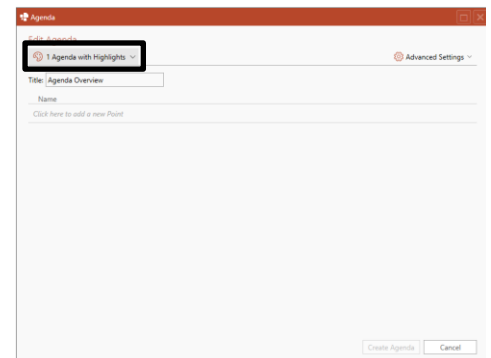 Agenda
Edit Agenda
1 Agenda with Highlights
Advanced Settings
Title: Agenda Overview
Name
Click here to add a new Point
Create Agenda
Cancel